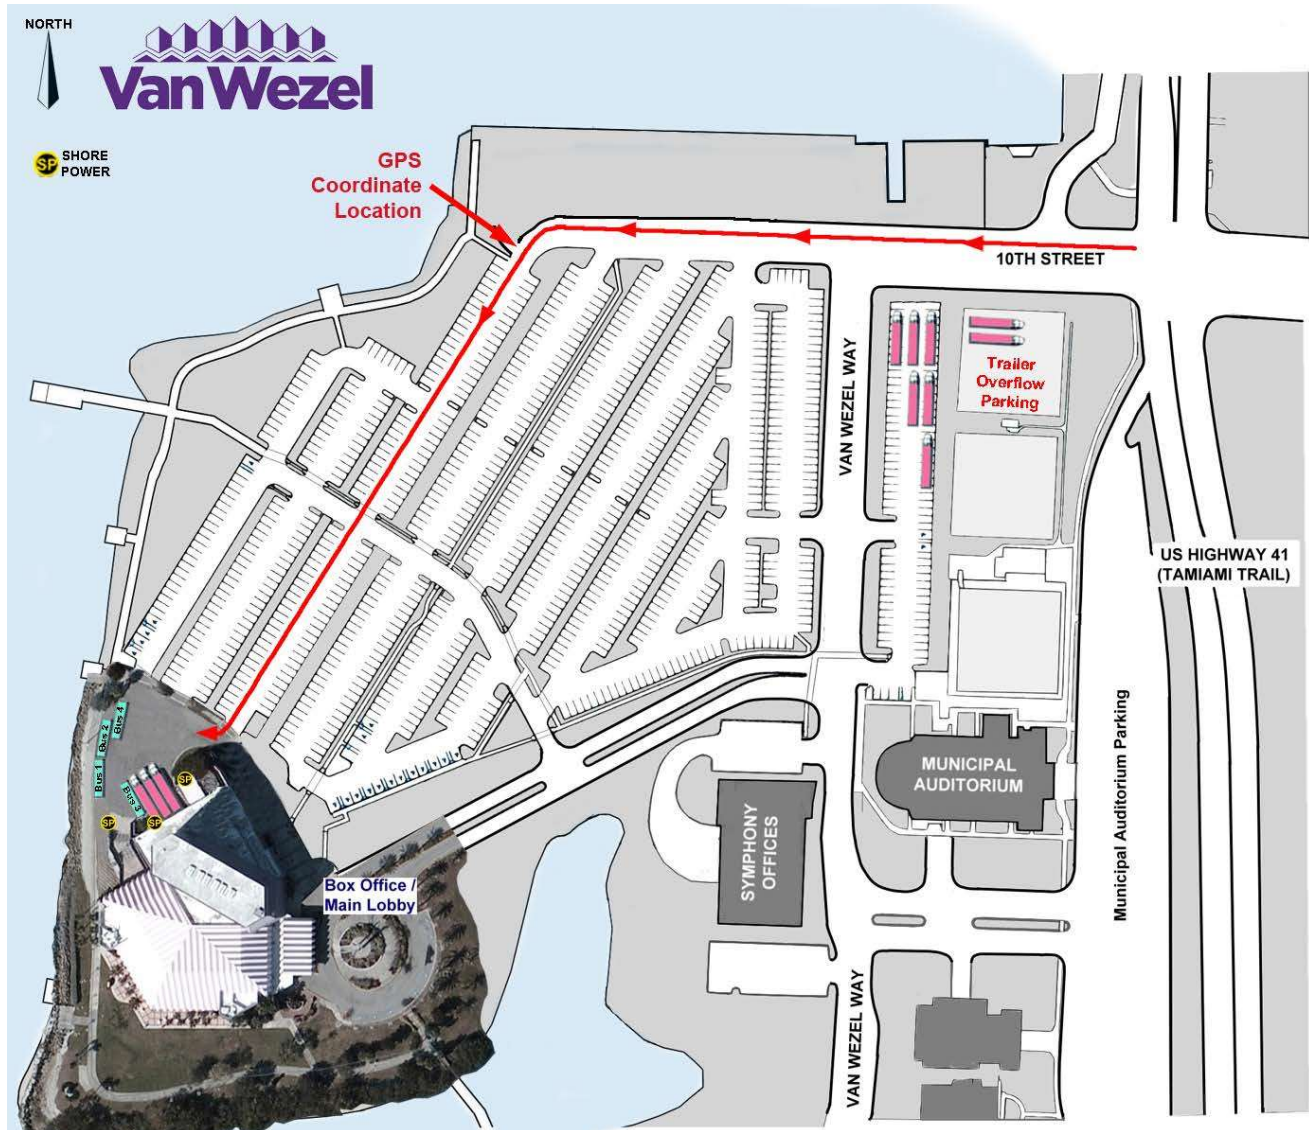 NORTH
Van Wezel
SP
SHORE
POWER
GPS
Coordinate
Location
10TH STREET
VAN WEZEL WAY
Trailer
Overflow
Parking
US HIGHWAY 41
(TAMIAMI TRAIL)
Municipal Auditorium Parking
MUNICIPAL
AUDITORIUM
SYMPHONY
OFFICES
Bus 4
Bus 2
Bus 1
Bus 3
SP
SP
SP
Box Office /
Main Lobby
VAN WEZEL WAY